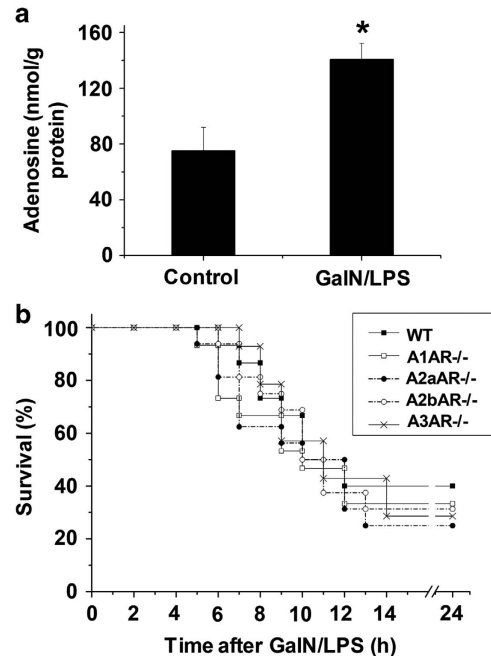 a
Adenosine (nmol/g
protein)
160
120
80
40
0
*
Control
GalN/LPS
b
Survival (%)
100
80
60
40
20
0
WT
A1AR-/-
A2aAR-/-
A2bAR-/-
A3AR-/-
0 2 4 6 8 10 12 14 24
Time after GalN/LPS (h)